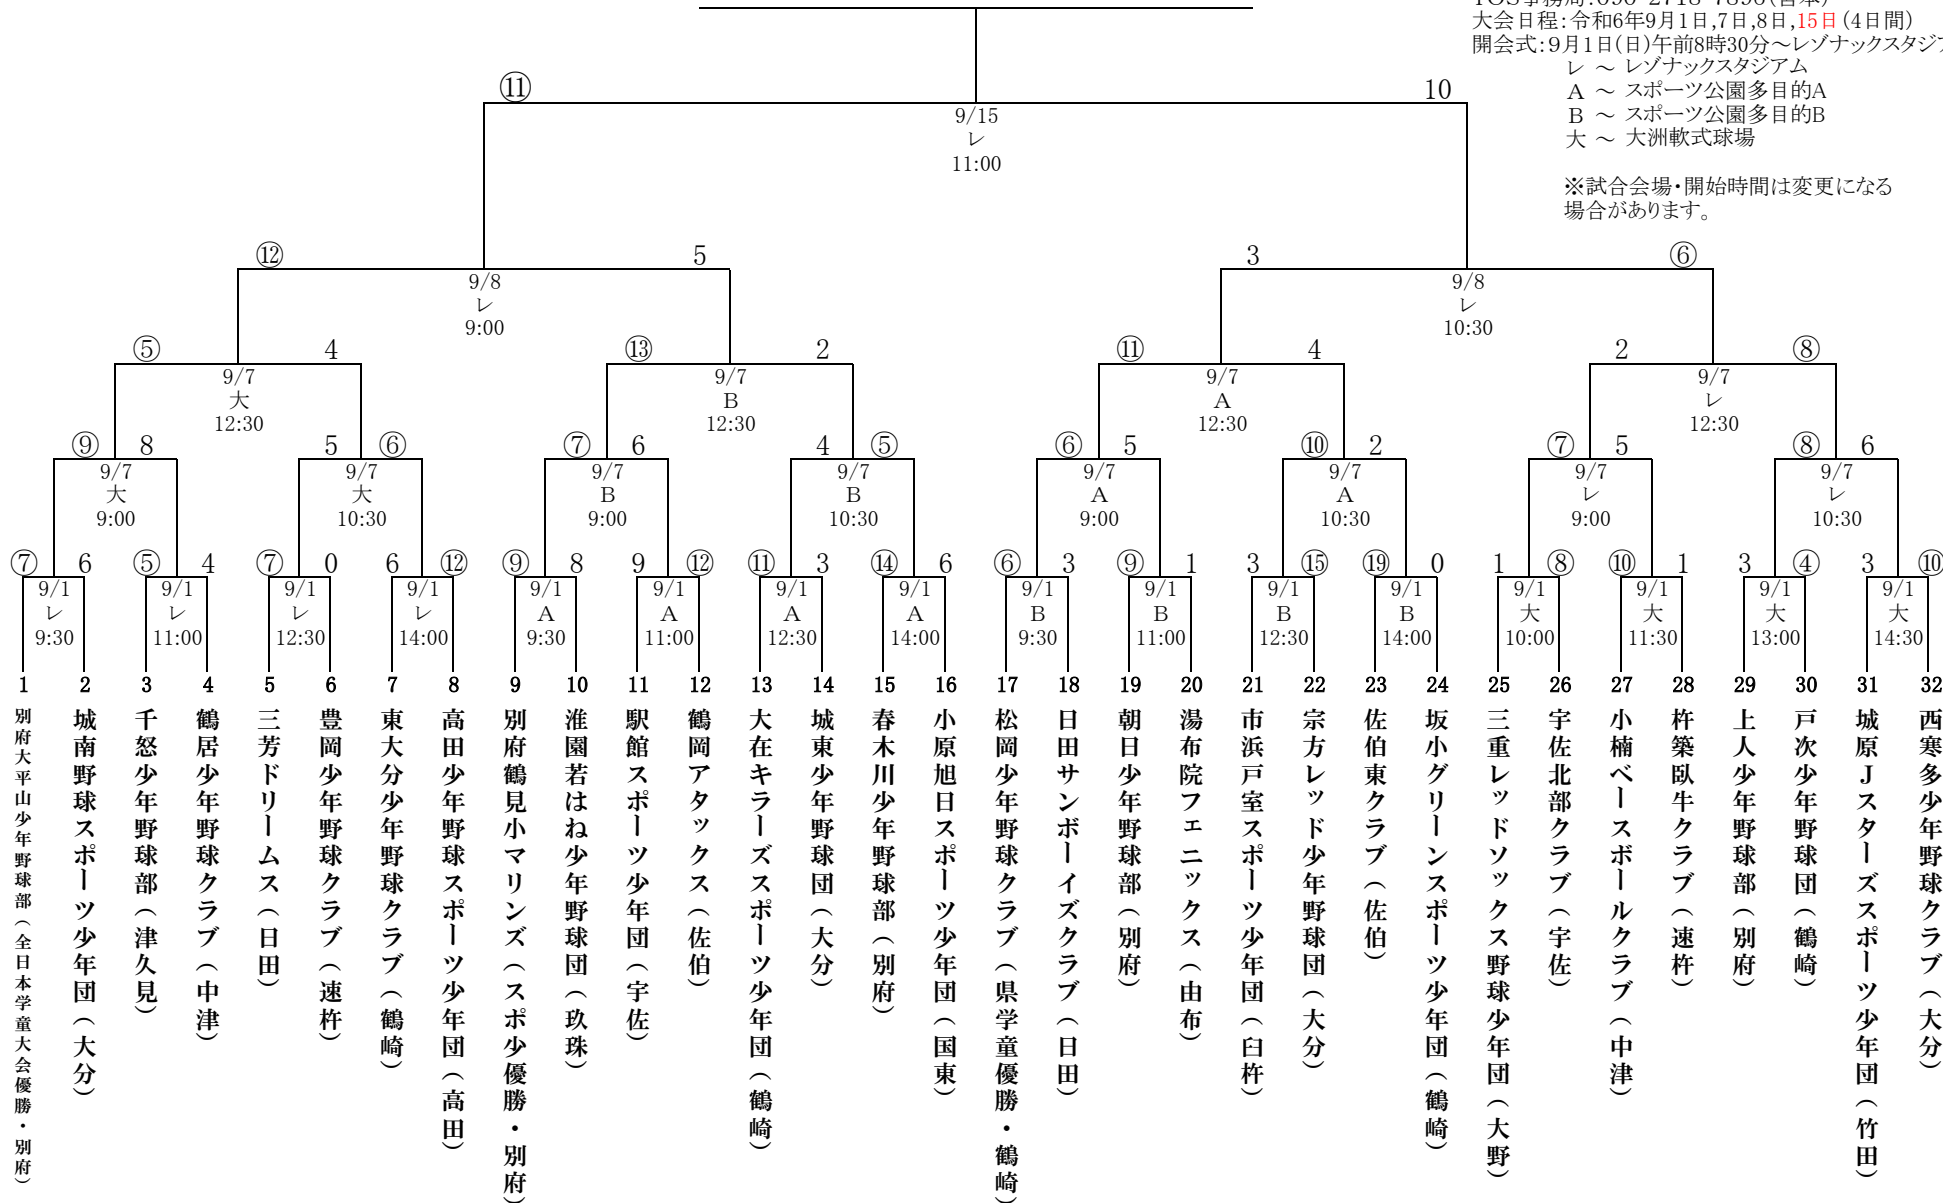 大会日程:令和6年9月1日,7日,8日,15日(4日間)
開会式:9月1日(日)午前8時30分～レゾナックスタジア
レ ～ レゾナックスタジアム
A ～ スポーツ公園多目的A
B ～ スポーツ公園多目的B
大 ～ 大洲軟式球場
※試合会場・開始時間は変更になる
場合があります。
⑪ 10
9/15
レ
11:00
⑫ 5 3 ⑥
9/8 9/8
レ レ
9:00 10:30
⑤ 4 ⑬ 2 ⑪ 4 2 ⑧
9/7 9/7 9/7 9/7
大 B A レ
12:30 12:30 12:30 12:30
⑨ 8 5 ⑥ ⑦ 6 4 ⑤ ⑥ 5 ⑩ 2 ⑦ 5 ⑧ 6
9/7 9/7 9/7 9/7 9/7 9/7 9/7 9/7
大 大 B B A A レ レ
9:00 10:30 9:00 10:30 9:00 10:30 9:00 10:30
⑦ 6 ⑤ 4 ⑦ 0 6 ⑫ ⑨ 8 9 ⑫ ⑪ 3 ⑭ 6 ⑥ 3 ⑨ 1 3 ⑮ ⑲ 0 1 ⑧ ⑩ 1 3 ④ 3 ⑩
9/1 9/1 9/1 9/1 9/1 9/1 9/1 9/1 9/1 9/1 9/1 9/1 9/1 9/1 9/1 9/1
レ レ レ レ A A A A B B B B 大 大 大 大
9:30 11:00 12:30 14:00 9:30 11:00 12:30 14:00 9:30 11:00 12:30 14:00 10:00 11:30 13:00 14:30
1 2 3 4 5 6 7 8 9 10 11 12 13 14 15 16 17 18 19 20 21 22 23 24 25 26 27 28 29 30 31 32
別府大平山少年野球部(全日本学童大会優勝・別府)
城南野球スポーツ少年団(大分)
千怒少年野球部(津久見)
鶴居少年野球クラブ(中津)
三芳ドリームス(日田)
豊岡少年野球クラブ(速杵)
東大分少年野球クラブ(鶴崎)
高田少年野球スポーツ少年団(高田)
別府鶴見小マリンズ(スポ少優勝・別府)
淮園若はね少年野球団(玖珠)
駅館スポーツ少年団(宇佐)
鶴岡アタックス(佐伯)
大在キラーズスポーツ少年団(鶴崎)
城東少年野球団(大分)
春木川少年野球部(別府)
小原旭日スポーツ少年団(国東)
松岡少年野球クラブ(県学童優勝・鶴崎)
日田サンボーイズクラブ(日田)
朝日少年野球部(別府)
湯布院フェニックス(由布)
市浜戸室スポーツ少年団(臼杵)
宗方レッド少年野球団(大分)
佐伯東クラブ(佐伯)
坂小グリーンスポーツ少年団(鶴崎)
三重レッドソックス野球少年団(大野)
宇佐北部クラブ(宇佐)
小楠ベースボールクラブ(中津)
杵築臥牛クラブ(速杵)
上人少年野球部(別府)
戸次少年野球団(鶴崎)
城原Jスターズスポーツ少年団(竹田)
西寒多少年野球クラブ(大分)